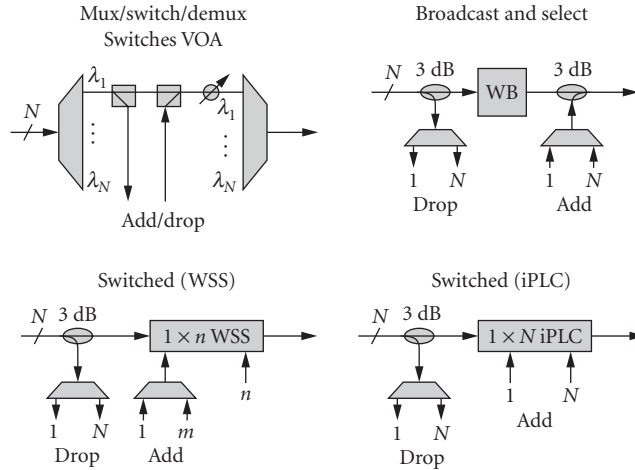 Mux/switch/demux
Switches VOA
N
λ1
λ1
⋮
⋮
λN
λN
Add/drop
Broadcast and select
N
3 dB
WB
3 dB
1
N
1
N
Drop
Add
Switched (WSS)
N
3 dB
1 × n WSS
n
1
N
1
m
Drop
Add
Switched (iPLC)
N
3 dB
1 × N iPLC
1
N
Add
1
N
Drop